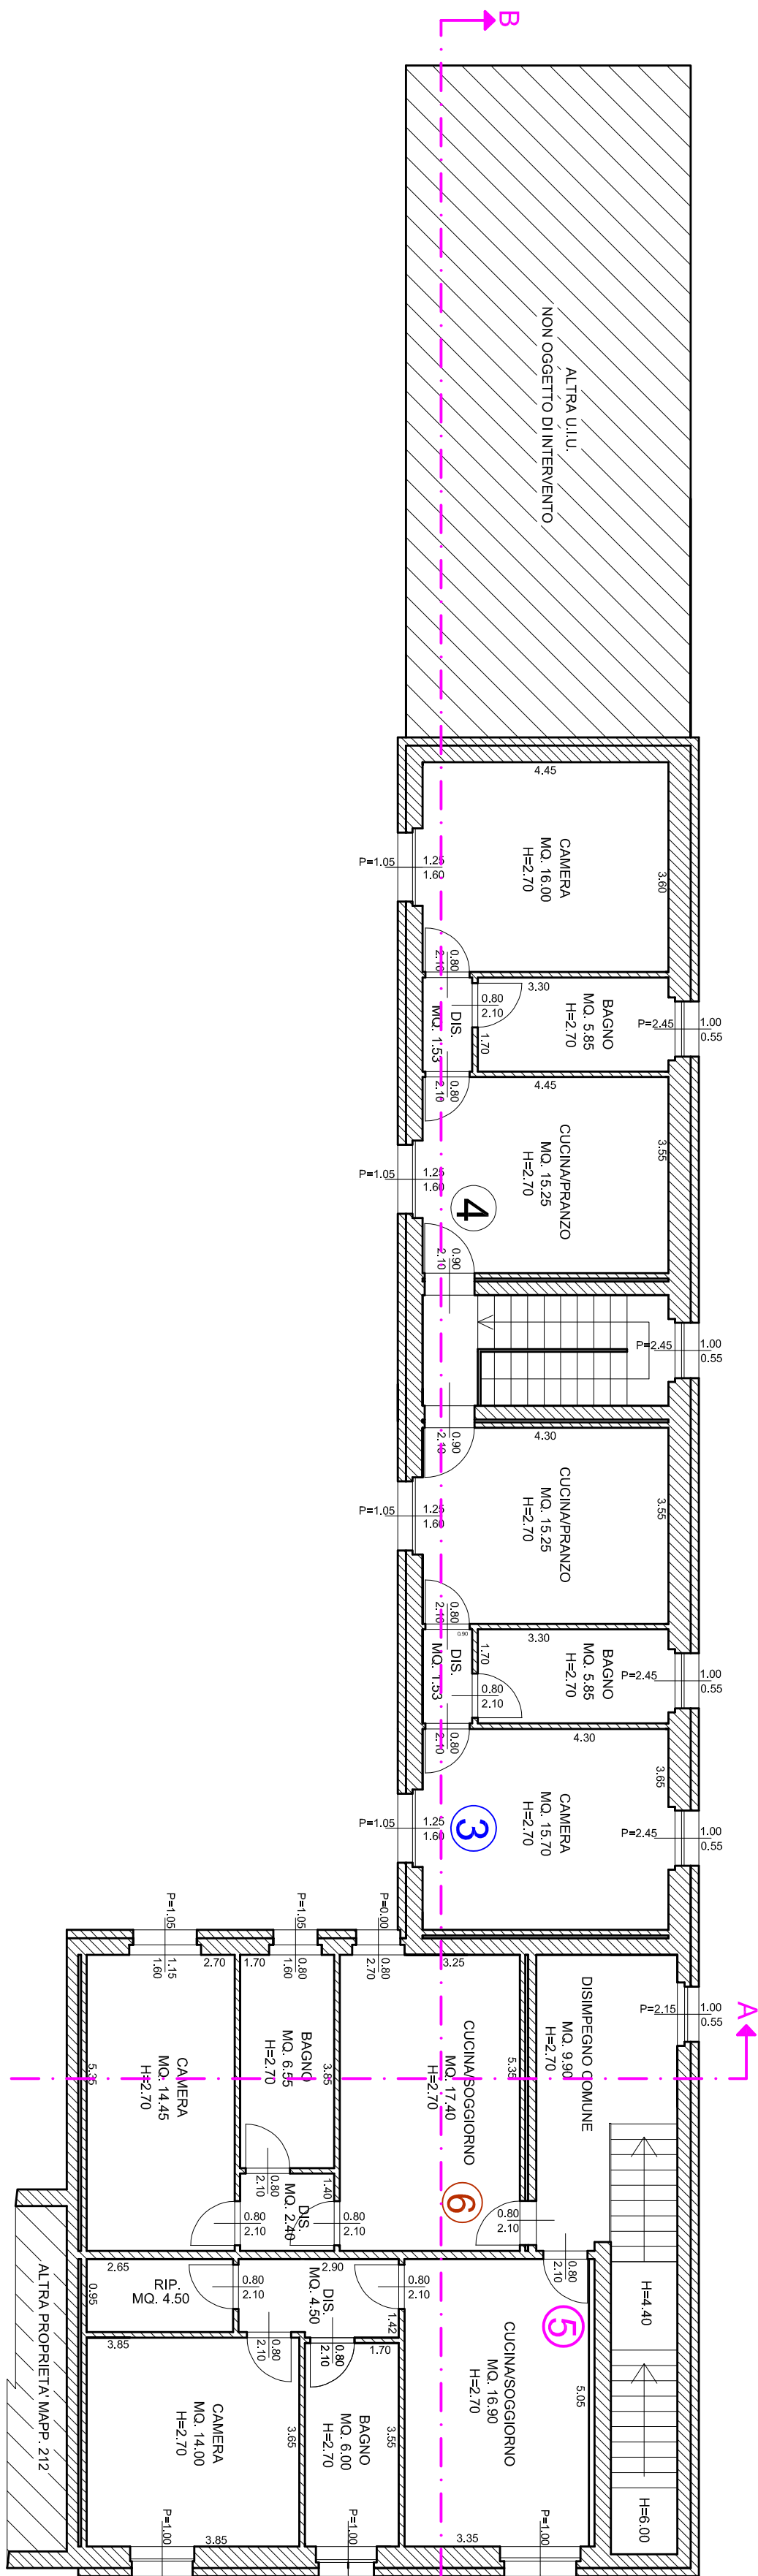 B
ALTRA U.I.U.
NON OGGETTO DI INTERVENTO
4.45
CAMERA
MQ. 16.00
H=2.70
3.60
P=1.05
1.25
1.60
0.80
2.10
3.30
0.80
2.10
BAGNO
MQ. 5.85
H=2.70
P=2.45
1.00
0.55
DIS.
MQ. 1.53
1.70
0.80
2.10
4.45
CUCINA/PRANZO
MQ. 15.25
H=2.70
3.55
P=1.05
1.25
1.60
4
0.90
2.10
P=2.45
1.00
0.55
0.90
2.10
4.30
CUCINA/PRANZO
MQ. 15.25
H=2.70
3.55
P=1.05
1.25
1.60
0.80
2.10
0.90
3.30
BAGNO
MQ. 5.85
H=2.70
P=2.45
1.00
0.55
DIS.
MQ. 1.53
1.70
0.80
2.10
0.80
2.10
4.30
3.65
CAMERA
MQ. 15.70
H=2.70
P=2.45
1.00
0.55
P=1.05
1.25
1.60
3
P=1.05
1.15
1.60
P=1.05
0.80
1.60
P=0.00
0.80
2.70
2.70
1.70
3.25
P=2.15
1.00
0.55
A
DISIMPEGNO COMUNE
MQ. 9.90
H=2.70
CUCINA/SOGGIORNO
MQ. 17.40
H=2.70
5.35
BAGNO
MQ. 6.55
H=2.70
3.85
CAMERA
MQ. 14.45
H=2.70
5.35
6
0.80
2.10
1.40
DIS.
MQ. 2.40
0.80
2.10
0.80
2.10
0.80
2.10
0.80
2.10
H=4.40
2.65
RIP.
MQ. 4.50
0.95
0.80
2.10
2.90
DIS.
MQ. 4.50
1.42
0.80
2.10
5
CUCINA/SOGGIORNO
MQ. 16.90
H=2.70
5.05
0.80
2.10
0.80
2.10
1.70
3.85
BAGNO
MQ. 6.00
H=2.70
3.55
CAMERA
MQ. 14.00
H=2.70
3.65
ALTRA PROPRIETA' MAPP. 212
H=6.00
3.85
3.35
P=1.00
P=1.00
P=1.00